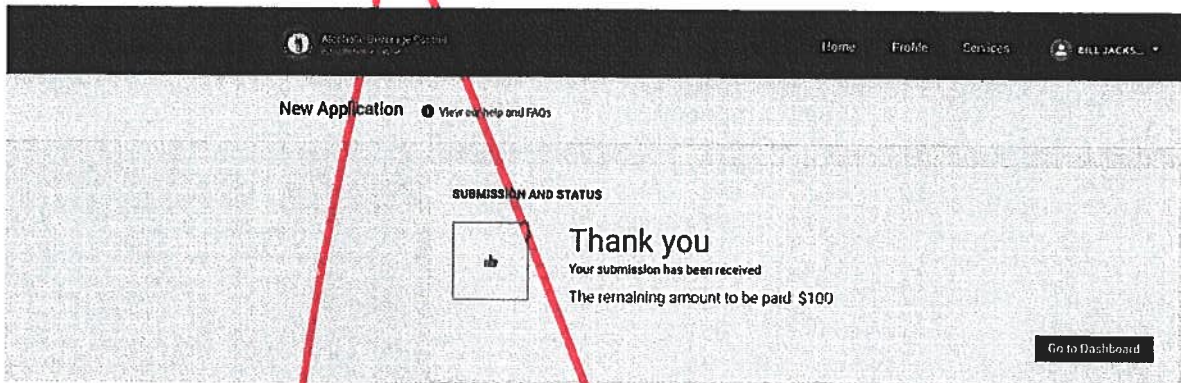 Alcoholic Beverage Control
Home Profile Services BILL JACKS...
New Application View our help and FAQs
SUBMISSION AND STATUS
Thank you
Your submission has been received
The remaining amount to be paid $100
Go to Dashboard